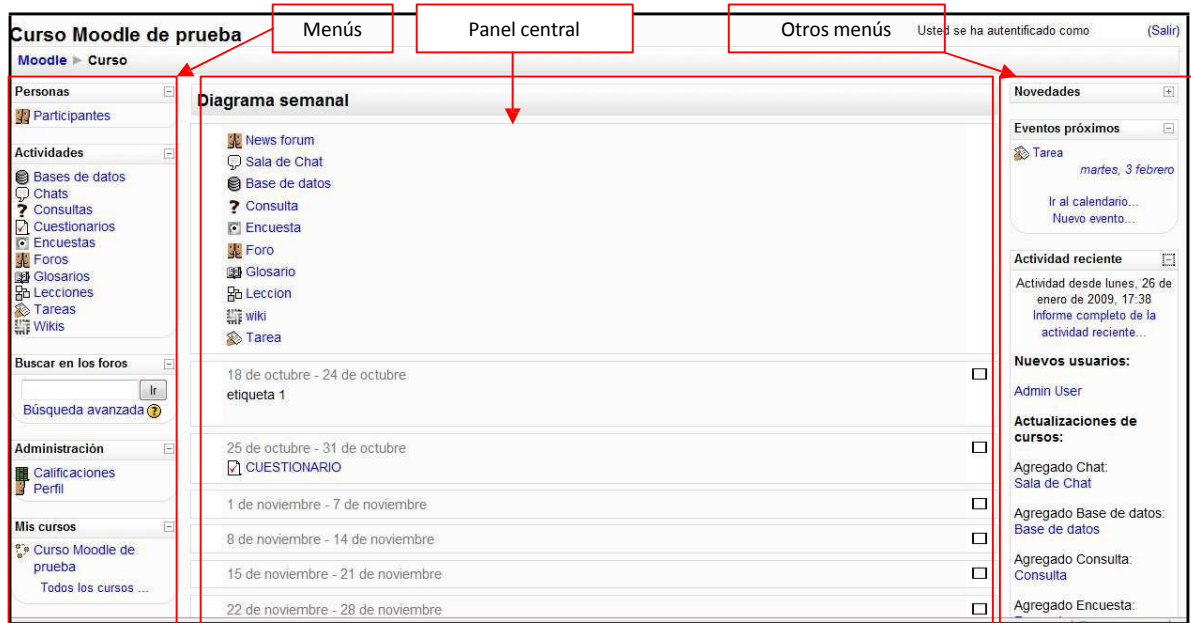 Menús
Panel central
Otros menús
Curso Moodle de prueba
Usted se ha autentificado como
(Salir)
Moodle ► Curso
Personas
Participantes
Actividades
Bases de datos
Chats
Consultas
Cuestionarios
Encuestas
Foros
Glosarios
Lecciones
Tareas
Wikis
Buscar en los foros
Ir
Búsqueda avanzada ?
Administración
Calificaciones
Perfil
Mis cursos
Curso Moodle de
prueba
Todos los cursos ...
Diagrama semanal
News forum
Sala de Chat
Base de datos
Consulta
Encuesta
Foro
Glosario
Leccion
wiki
Tarea
18 de octubre - 24 de octubre
etiqueta 1
25 de octubre - 31 de octubre
CUESTIONARIO
1 de noviembre - 7 de noviembre
8 de noviembre - 14 de noviembre
15 de noviembre - 21 de noviembre
22 de noviembre - 28 de noviembre
Novedades
Eventos próximos
Tarea
martes, 3 febrero
Ir al calendario...
Nuevo evento...
Actividad reciente
Actividad desde lunes, 26 de
enero de 2009, 17:38
Informe completo de la
actividad reciente...
Nuevos usuarios:
Admin User
Actualizaciones de
cursos:
Agregado Chat:
Sala de Chat
Agregado Base de datos:
Base de datos
Agregado Consulta:
Consulta
Agregado Encuesta: